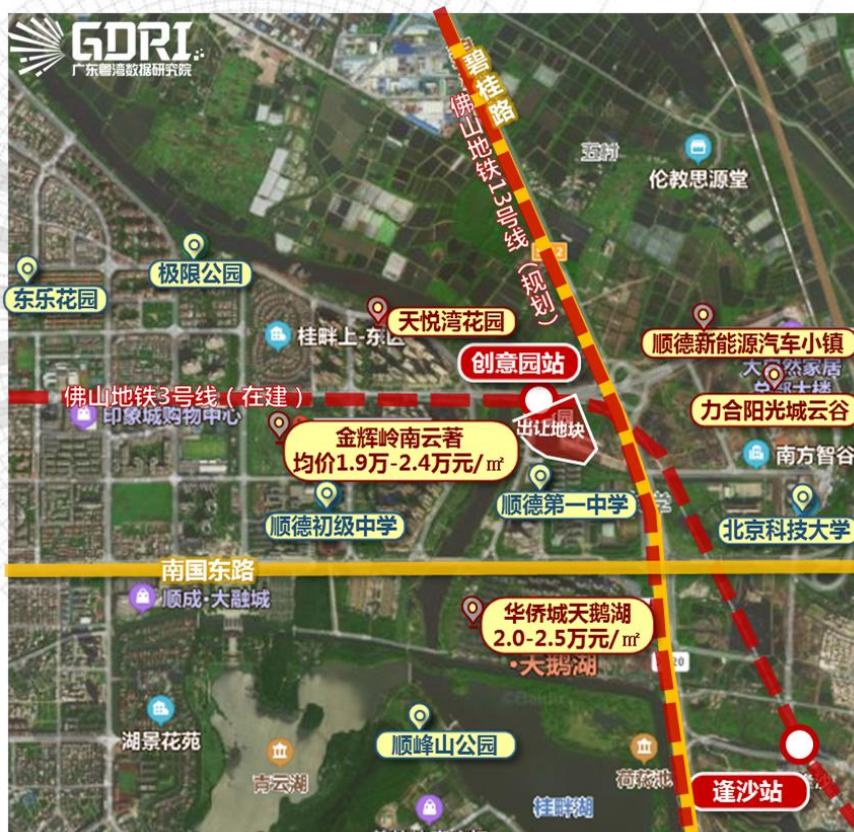 GDRI
广东粤湾数据研究院
碧桂路
佛山地铁13号线（规划）
伦教思源堂
极限公园
东乐花园
天悦湾花园
桂畔上-东区
创意园站
顺德新能源汽车小镇
佛山地铁3号线（在建）
印象城购物中心
力合阳光城云谷
出让地块
金辉岭南云著
均价1.9万-2.4万元/㎡
南方智谷
顺德初级中学
顺德第一中学
北京科技大学
南国东路
顺成·大融城
华侨城天鹅湖
2.0-2.5万元/㎡
·天鹅湖
湖景花苑
顺峰山公园
青云湖
荷花池
逢沙站
桂畔湖